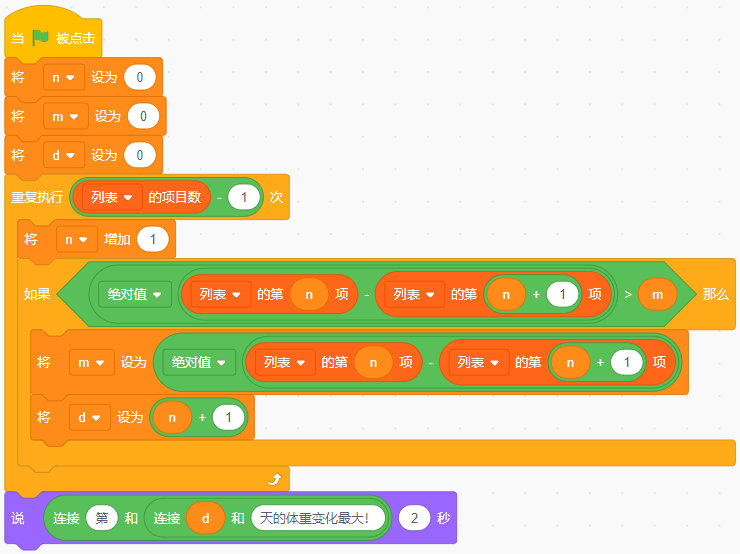 当 被点击
将 n 设为 0
将 m 设为 0
将 d 设为 0
重复执行 列表 的项目数 - 1 次
将 n 增加 1
如果 绝对值 列表 的第 n 项 - 列表 的第 n + 1 项 > m 那么
将 m 设为 绝对值 列表 的第 n 项 - 列表 的第 n + 1 项
将 d 设为 n + 1
说 连接 第 和 连接 d 和 天的体重变化最大! 2 秒